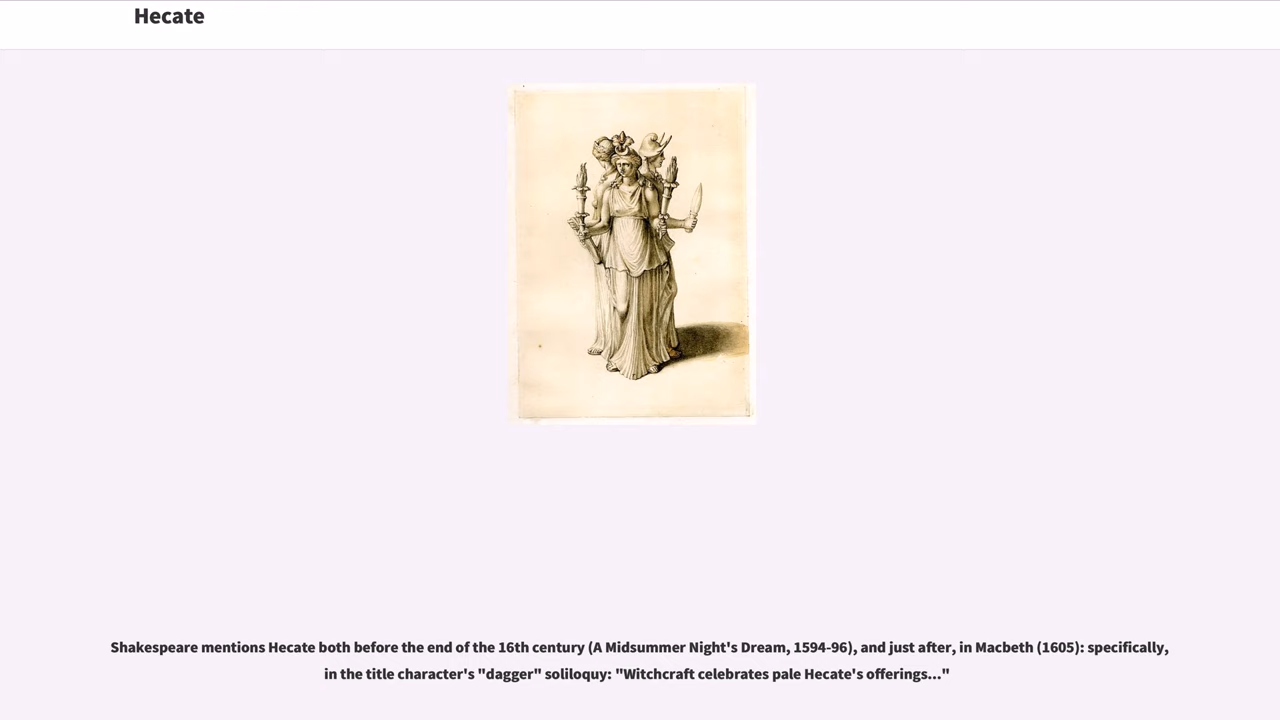 Hecate
Shakespeare mentions Hecate both before the end of the 16th century (A Midsummer Night's Dream, 1594-96), and just after, in Macbeth (1605): specifically,
in the title character's "dagger" soliloquy: "Witchcraft celebrates pale Hecate's offerings..."